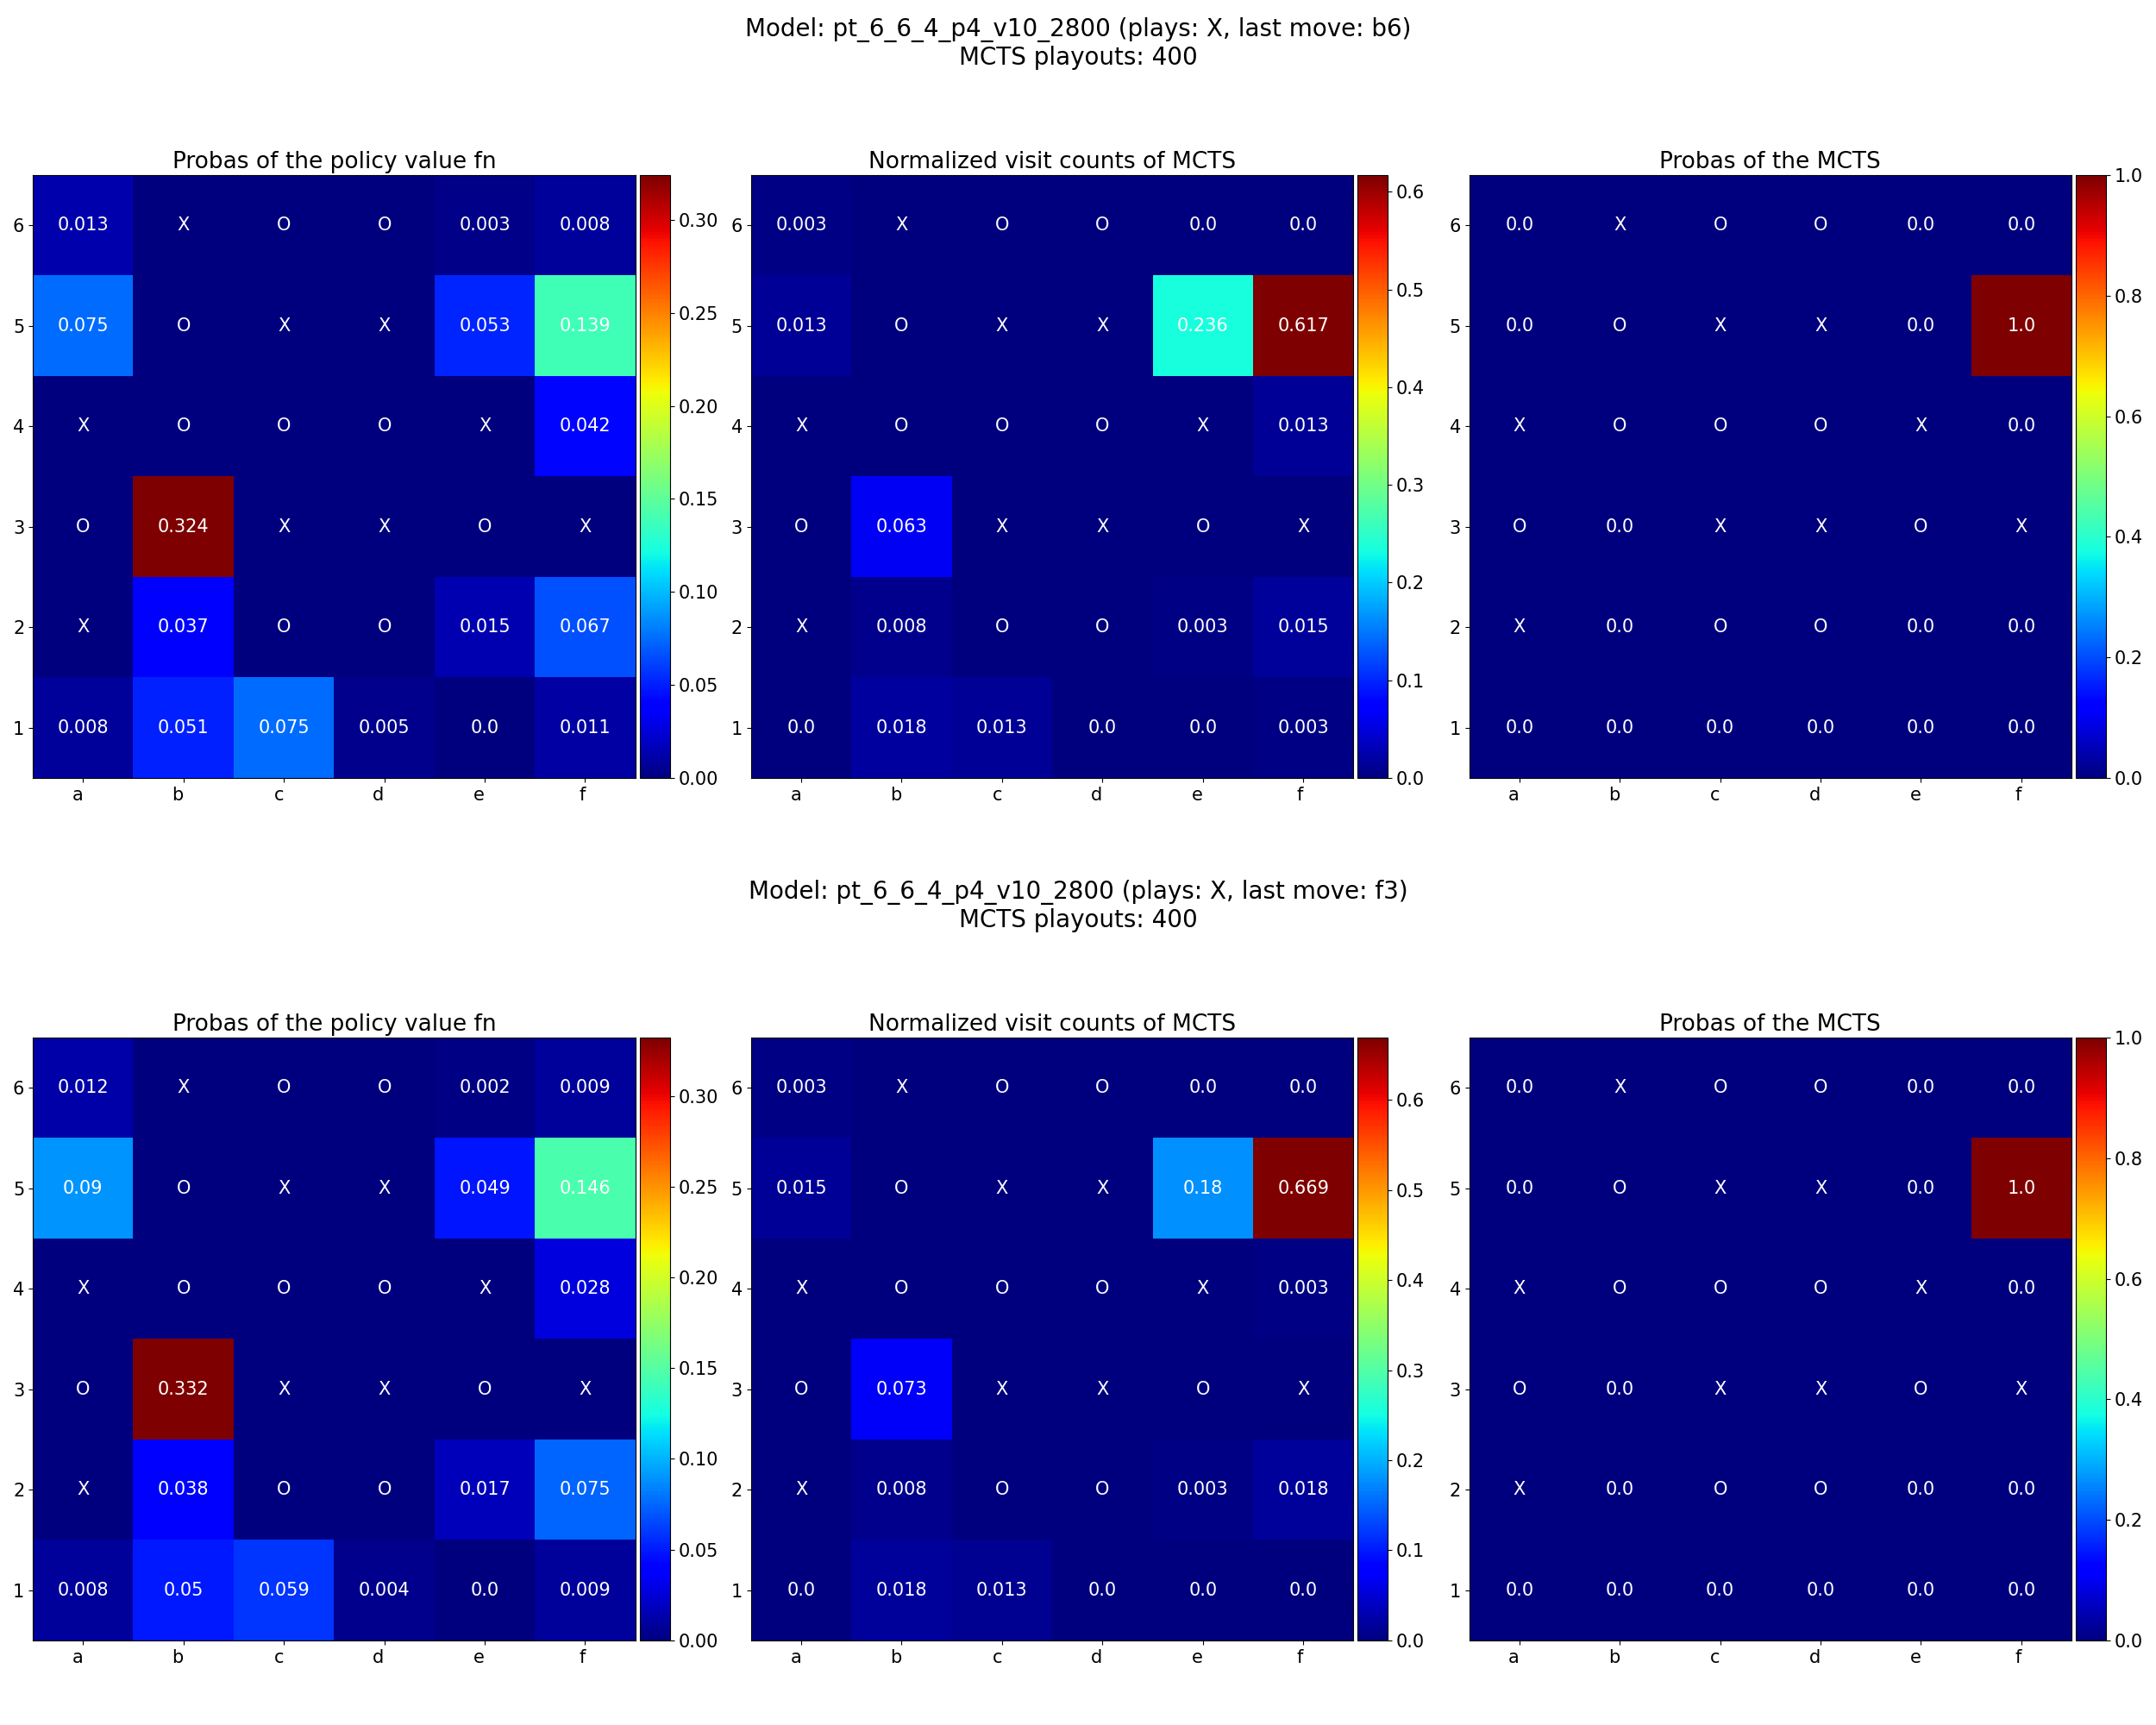 Model: pt_6_6_4_p4_v10_2800 (plays: X, last move: b6)
MCTS playouts: 400
Probas of the policy value fn
6 0.013 X O O 0.003 0.008
5 0.075 O X X 0.053 0.139
4 X O O O X 0.042
3 O 0.324 X X O X
2 X 0.037 O O 0.015 0.067
1 0.008 0.051 0.075 0.005 0.0 0.011
a b c d e f
0.30
0.25
0.20
0.15
0.10
0.05
0.00
Normalized visit counts of MCTS
6 0.003 X O O 0.0 0.0
5 0.013 O X X 0.236 0.617
4 X O O O X 0.013
3 O 0.063 X X O X
2 X 0.008 O O 0.003 0.015
1 0.0 0.018 0.013 0.0 0.0 0.003
a b c d e f
0.6
0.5
0.4
0.3
0.2
0.1
0.0
Probas of the MCTS
6 0.0 X O O 0.0 0.0
5 0.0 O X X 0.0 1.0
4 X O O O X 0.0
3 O 0.0 X X O X
2 X 0.0 O O 0.0 0.0
1 0.0 0.0 0.0 0.0 0.0 0.0
a b c d e f
1.0
0.8
0.6
0.4
0.2
0.0
Model: pt_6_6_4_p4_v10_2800 (plays: X, last move: f3)
MCTS playouts: 400
Probas of the policy value fn
6 0.012 X O O 0.002 0.009
5 0.09 O X X 0.049 0.146
4 X O O O X 0.028
3 O 0.332 X X O X
2 X 0.038 O O 0.017 0.075
1 0.008 0.05 0.059 0.004 0.0 0.009
a b c d e f
0.30
0.25
0.20
0.15
0.10
0.05
0.00
Normalized visit counts of MCTS
6 0.003 X O O 0.0 0.0
5 0.015 O X X 0.18 0.669
4 X O O O X 0.003
3 O 0.073 X X O X
2 X 0.008 O O 0.003 0.018
1 0.0 0.018 0.013 0.0 0.0 0.0
a b c d e f
0.6
0.5
0.4
0.3
0.2
0.1
0.0
Probas of the MCTS
6 0.0 X O O 0.0 0.0
5 0.0 O X X 0.0 1.0
4 X O O O X 0.0
3 O 0.0 X X O X
2 X 0.0 O O 0.0 0.0
1 0.0 0.0 0.0 0.0 0.0 0.0
a b c d e f
1.0
0.8
0.6
0.4
0.2
0.0